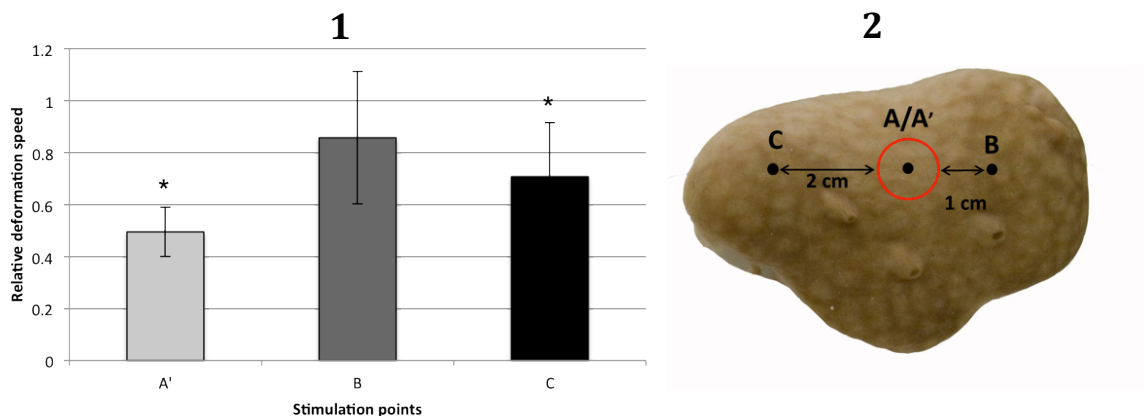 1
2
1.2
1
0.8
0.6
0.4
0.2
0
Relative deformation speed
*
*
A'
B
C
Stimulation points
C
A/A'
B
2 cm
1 cm